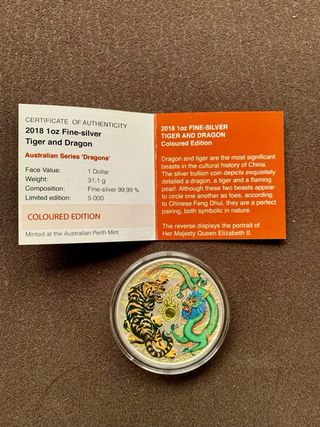 CERTIFICATE OF AUTHENTICITY
2018 1oz Fine-silver
Tiger and Dragon
Australian Series 'Dragons'
Face Value: 1 Dollar
Weight: 31,1 g
Composition: Fine-silver 99,99 %
Limited edition: 5 000
COLOURED EDITION
Minted at the Australian Perth Mint
2018 1oz FINE-SILVER
TIGER AND DRAGON
Coloured Edition
Dragon and tiger are the most significant
beasts in the cultural history of China.
The silver bullion coin depicts exquisitely
detailed a dragon, a tiger and a flaming
pearl. Although these two beasts appear
to circle one another as foes, according
to Chinese Feng Dhui, they are a perfect
pairing, both symbolic in nature.
The reverse displays the portrait of
Her Majesty Queen Elizabeth II.